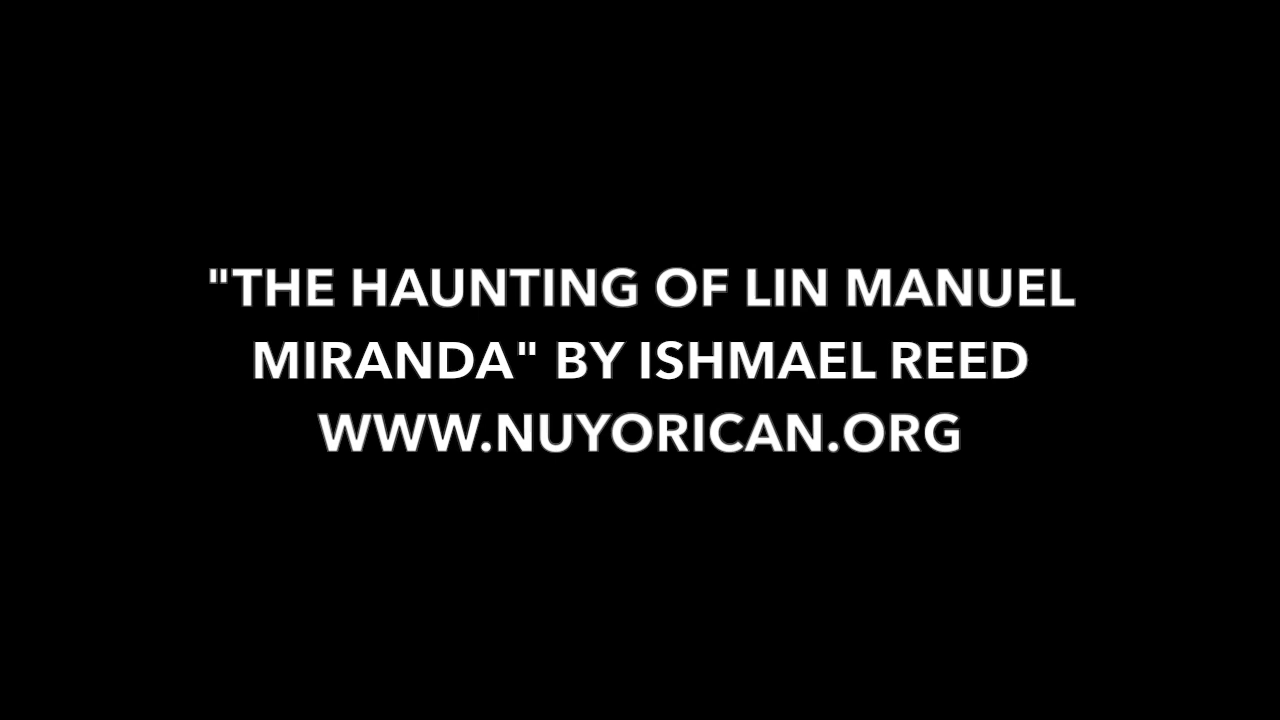 "THE HAUNTING OF LIN MANUEL
MIRANDA" BY ISHMAEL REED
WWW.NUYORICAN.ORG